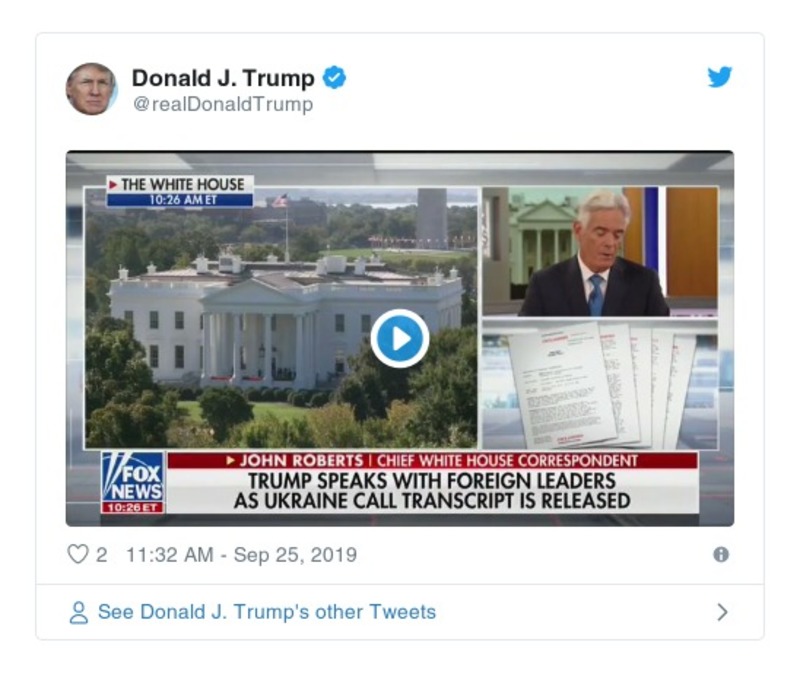 Donald J. Trump
@realDonaldTrump
THE WHITE HOUSE
10:26 AM ET
JOHN ROBERTS | CHIEF WHITE HOUSE CORRESPONDENT
TRUMP SPEAKS WITH FOREIGN LEADERS
AS UKRAINE CALL TRANSCRIPT IS RELEASED
FOX
NEWS
10:26 ET
2 11:32 AM - Sep 25, 2019
See Donald J. Trump's other Tweets